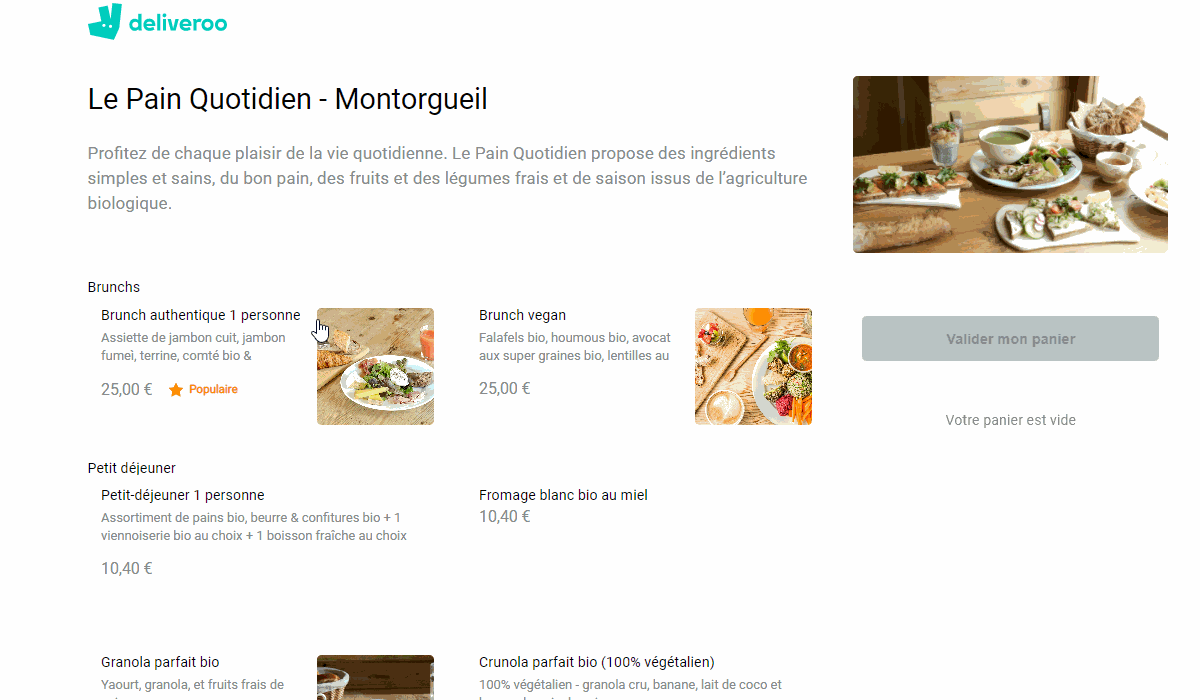 deliveroo
Le Pain Quotidien - Montorgueil
Profitez de chaque plaisir de la vie quotidienne. Le Pain Quotidien propose des ingrédients
simples et sains, du bon pain, des fruits et des légumes frais et de saison issus de l’agriculture
biologique.
Brunchs
Brunch authentique 1 personne
Assiette de jambon cuit, jambon
fumeì, terrine, comté bio &
25,00 €
Populaire
Brunch vegan
Falafels bio, houmous bio, avocat
aux super graines bio, lentilles au
25,00 €
Valider mon panier
Votre panier est vide
Petit déjeuner
Petit-déjeuner 1 personne
Assortiment de pains bio, beurre & confitures bio + 1
viennoiserie bio au choix + 1 boisson fraîche au choix
10,40 €
Fromage blanc bio au miel
10,40 €
Granola parfait bio
Yaourt, granola, et fruits frais de
Crunola parfait bio (100% végétalien)
100% végétalien - granola cru, banane, lait de coco et